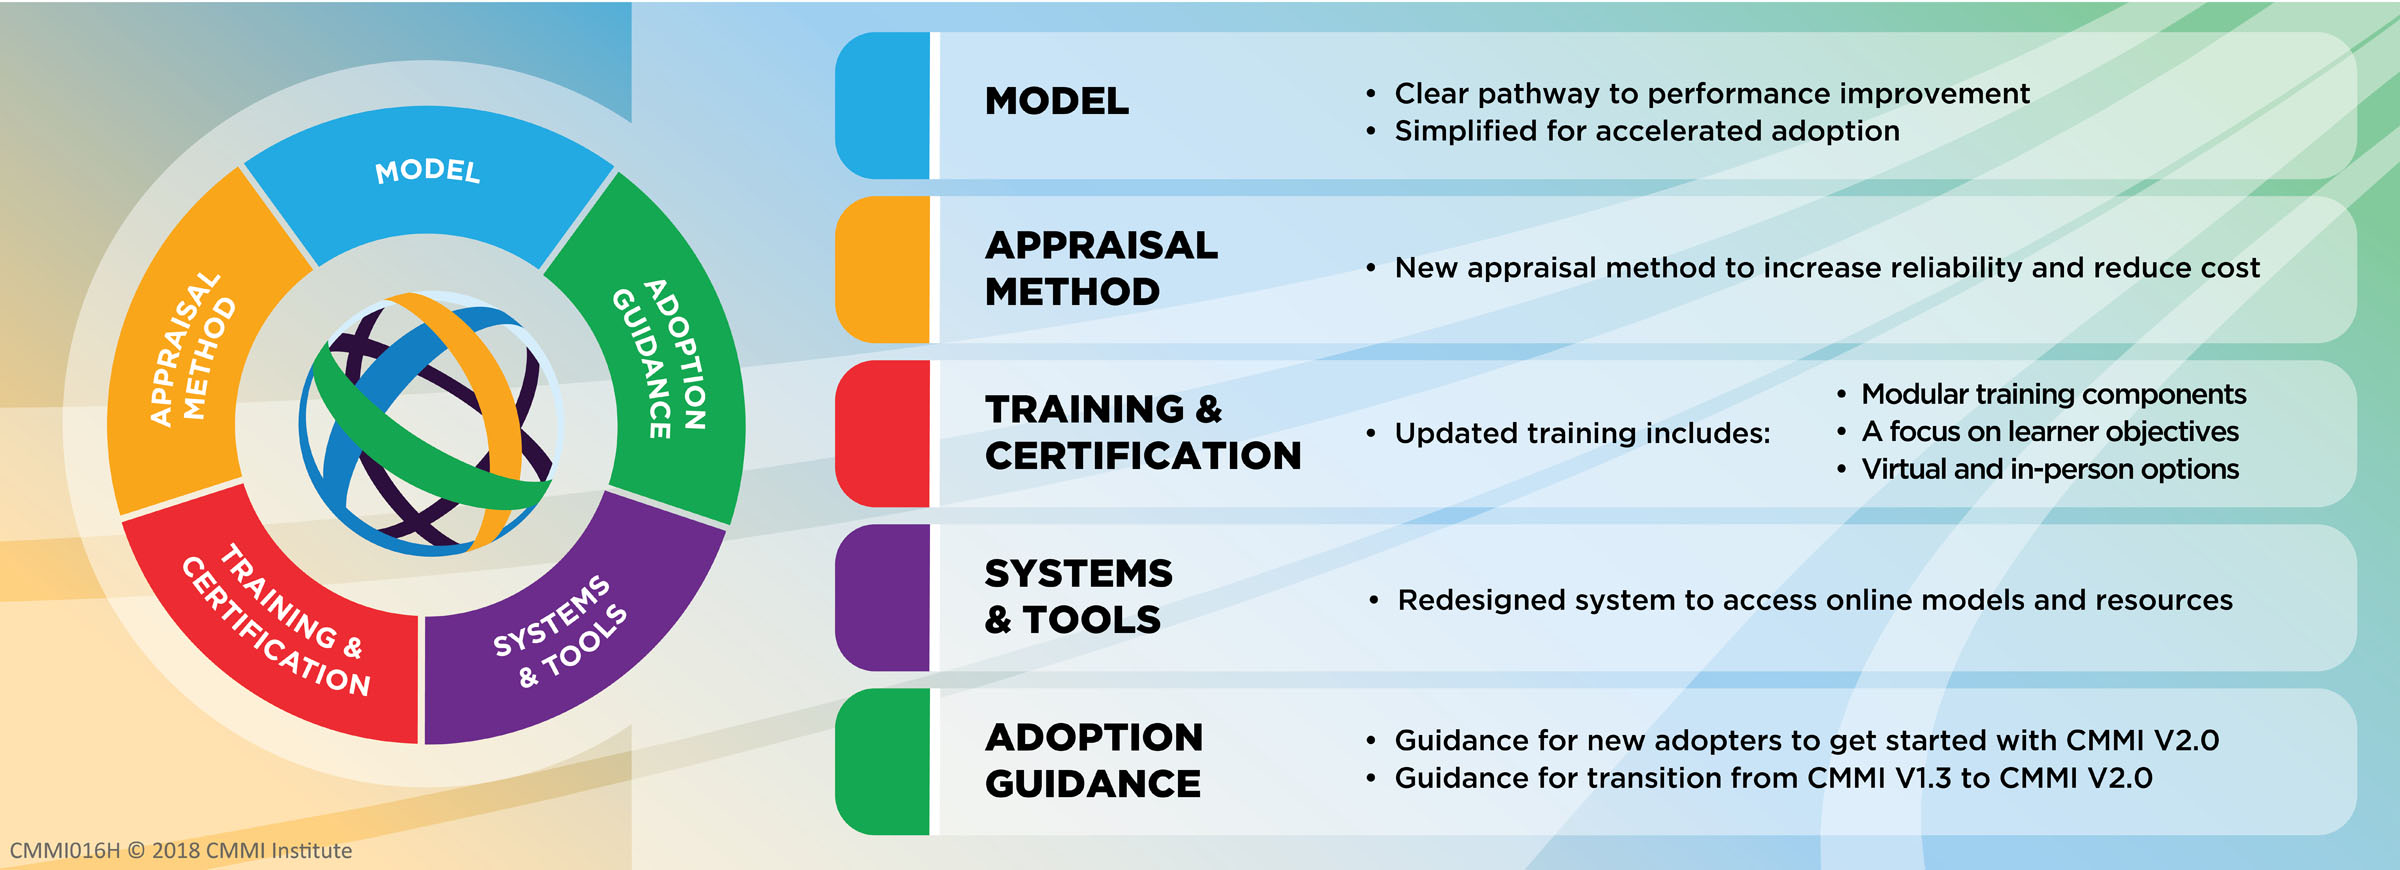 MODEL
APPRAISAL
METHOD
ADOPTION
GUIDANCE
TRAINING &
CERTIFICATION
SYSTEMS
& TOOLS
MODEL
• Clear pathway to performance improvement
• Simplified for accelerated adoption
APPRAISAL
METHOD
• New appraisal method to increase reliability and reduce cost
TRAINING &
CERTIFICATION
• Updated training includes:
• Modular training components
• A focus on learner objectives
• Virtual and in-person options
SYSTEMS
& TOOLS
• Redesigned system to access online models and resources
ADOPTION
GUIDANCE
• Guidance for new adopters to get started with CMMI V2.0
• Guidance for transition from CMMI V1.3 to CMMI V2.0
CMMI016H © 2018 CMMI Institute